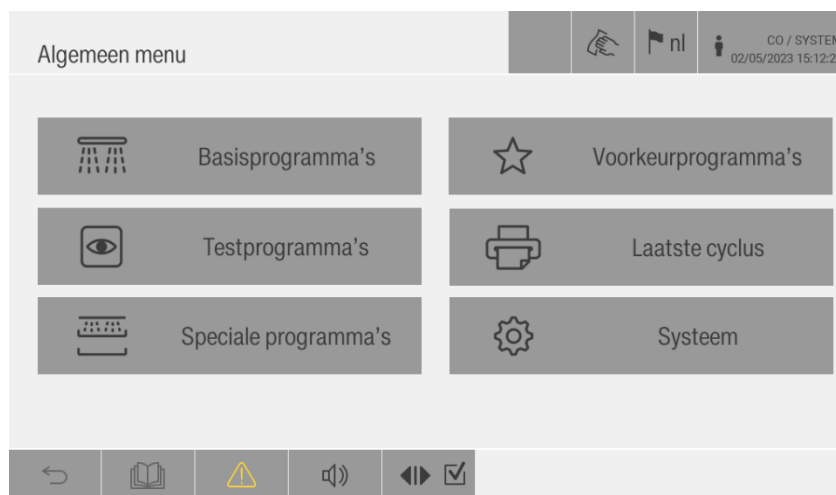 Algemeen menu
nl
CO / SYSTEM
02/05/2023 15:12:2
Basisprogramma's
Voorkeurprogramma's
Testprogramma's
Laatste cyclus
Speciale programma's
Systeem